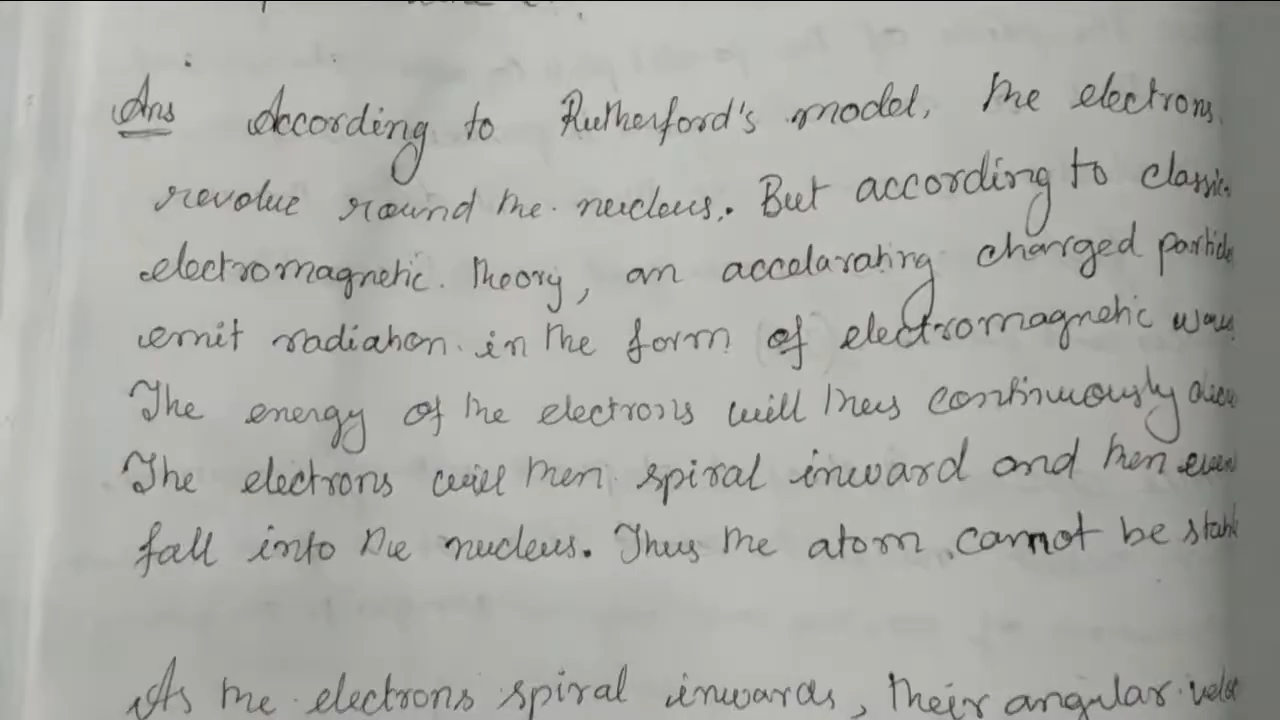 Ans According to Rutherford's model, the electrons
revolve round the nucleus. But according to classic
electromagnetic theory, an accelarating charged particle
emit radiation in the form of electromagnetic waves
The energy of the electrons will thus continuously
The electrons will then spiral inward and then
fall into the nucleus. Thus the atom cannot be stable
As the electrons spiral inwards, their angular